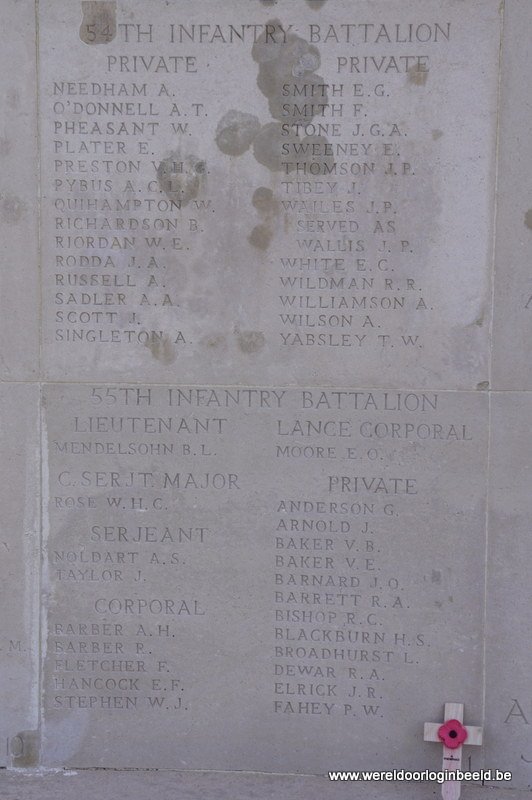 54TH INFANTRY BATTALION
PRIVATE
NEEDHAM A.
O'DONNELL A.T.
PHEASANT W.
PLATER E.
PRESTON V.H.G.
PYBUS A.C.L.
QUIHAMPTON W.
RICHARDSON B.
RIORDAN W.E.
RODDA J.A.
RUSSELL A.
SADLER A.A.
SCOTT J.
SINGLETON A.
PRIVATE
SMITH E.G.
SMITH F.
STONE J.G.A.
SWEENEY E.
THOMSON J.P.
TIBEY J.
WAILES J.P.
SERVED AS
WALLIS J.P.
WHITE E.C.
WILDMAN R.R.
WILLIAMSON A.
WILSON A.
YABSLEY T.W.
55TH INFANTRY BATTALION
LIEUTENANT
MENDELSOHN B.L.
C. SERJT. MAJOR
ROSE W.H.C.
SERJEANT
NOLDART A.S.
TAYLOR J.
CORPORAL
BARBER A.H.
BARBER R.
FLETCHER F.
HANCOCK E.F.
STEPHEN W.J.
LANCE CORPORAL
MOORE E.O.
PRIVATE
ANDERSON G.
ARNOLD J.
BAKER V.B.
BAKER V.E.
BARNARD J.O.
BARRETT R.A.
BISHOP R.C.
BLACKBURN H.S.
BROADHURST L.
DEWAR R.A.
ELRICK J.R.
FAHEY P.W.
M.
A
www.wereldoorloginbeeld.be